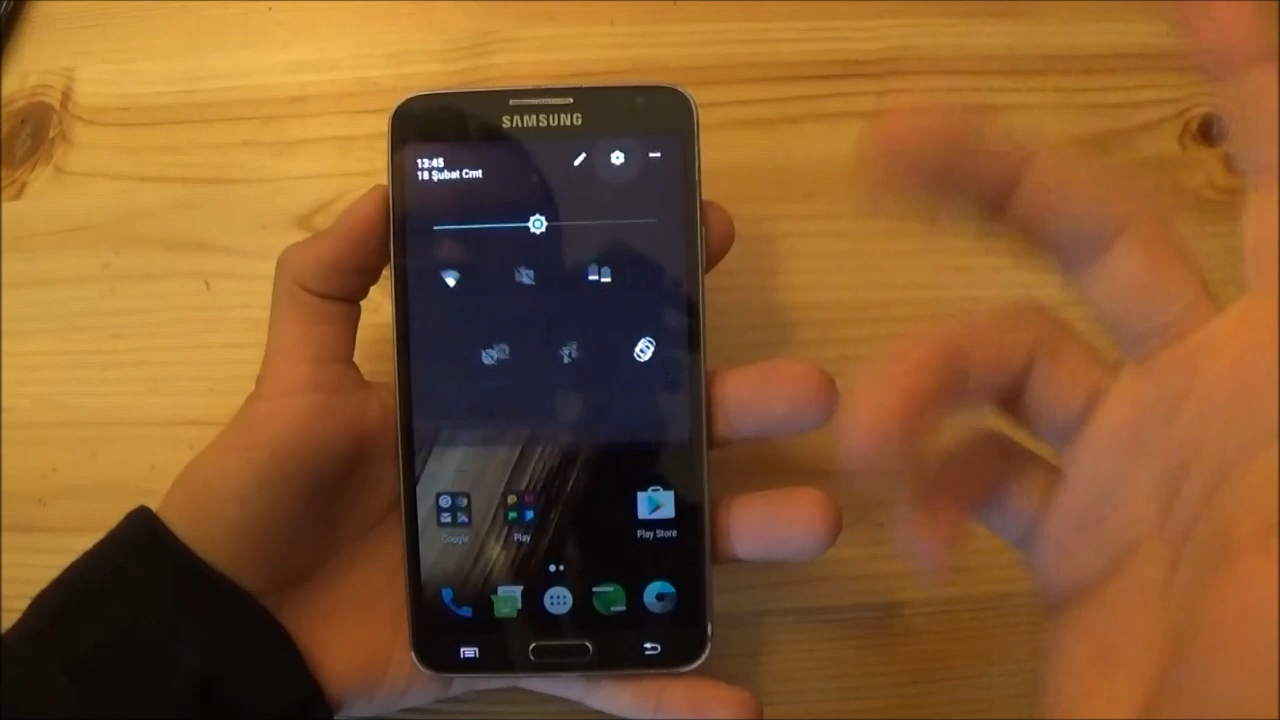 SAMSUNG
13:45
18 Şubat Cmt
Google
Play
Play Store